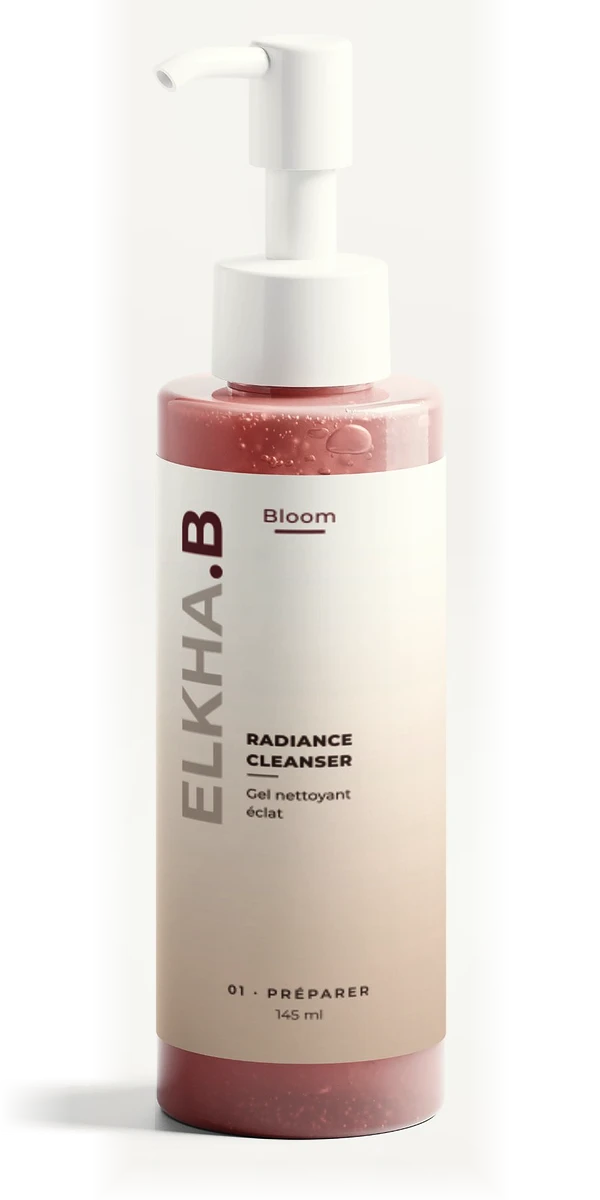 ELKHA.B
Bloom
RADIANCE
CLEANSER
Gel nettoyant
éclat
01 · PRÉPARER
145 ml